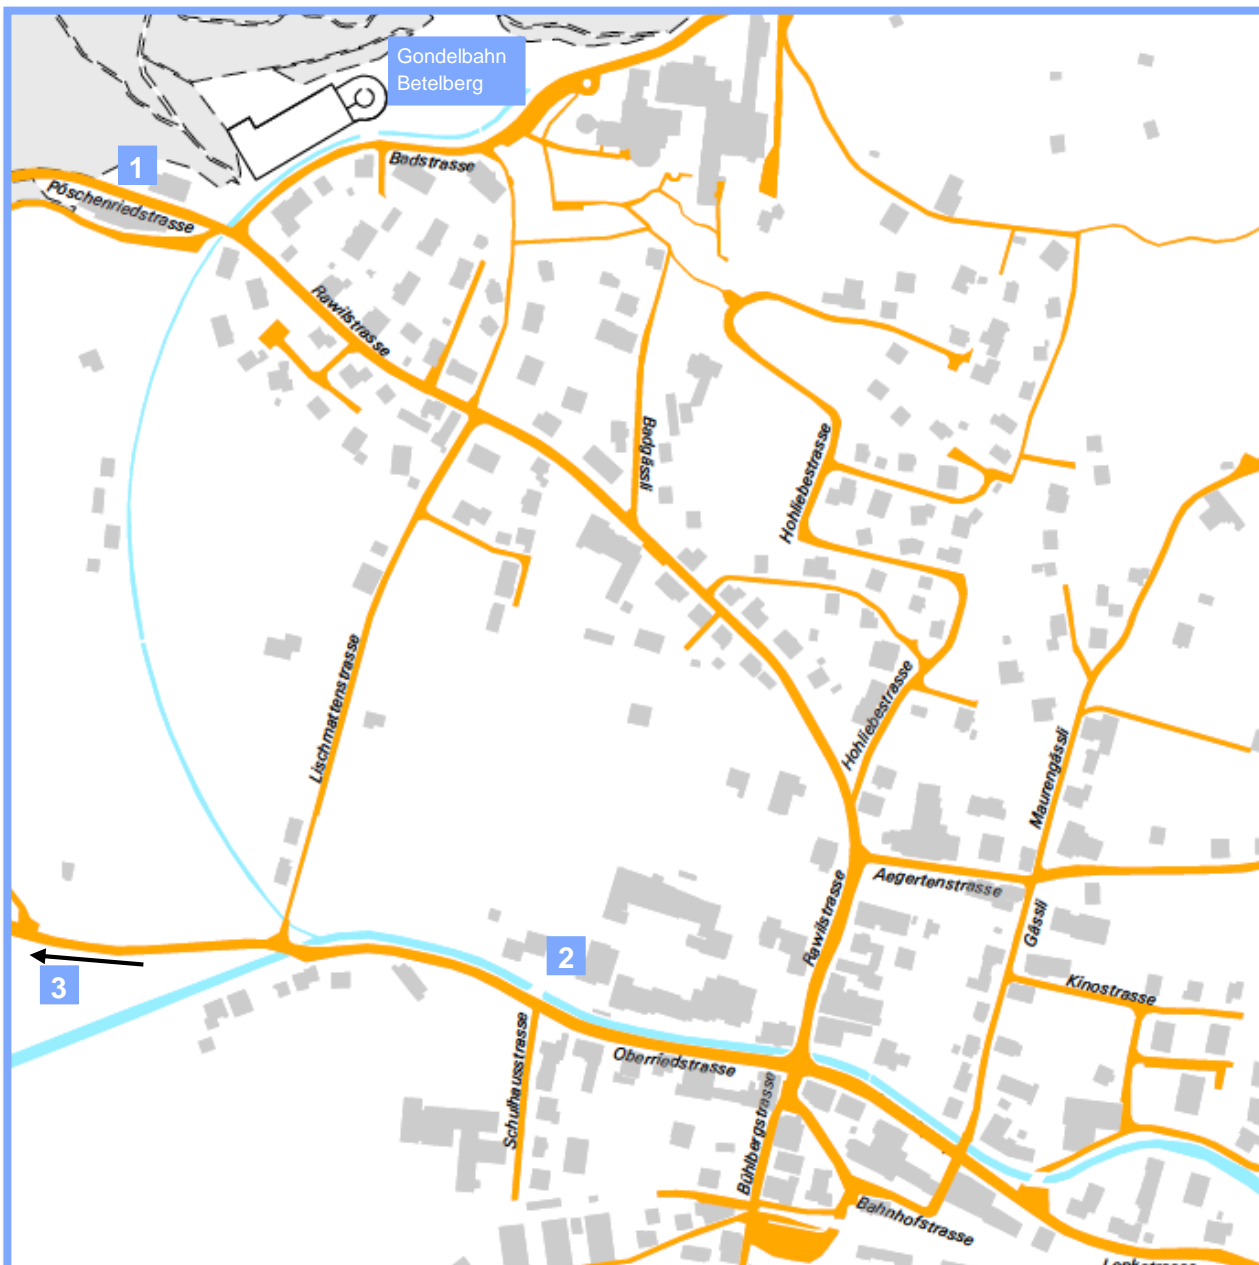 Gondelbahn
Betelberg
1
Badstrasse
Pöschenriedstrasse
Rawilstrasse
Badgässli
Hohliebestrasse
Lischmattenstrasse
Hohliebestrasse
Maurengässli
Aegertenstrasse
Rawilstrasse
Gässli
2
3
Kinostrasse
Schulhausstrasse
Oberriedstrasse
Bühlbergstrasse
Bahnhofstrasse